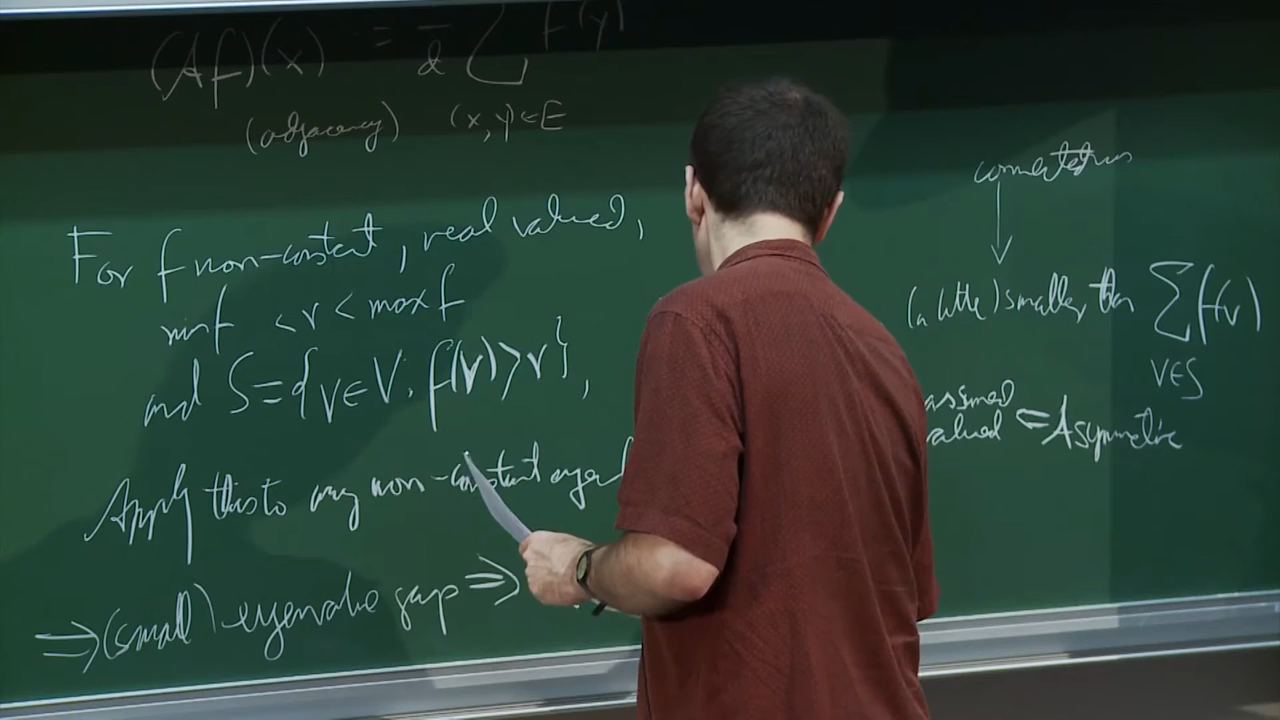 (Af)(x) = 1/d ∑ f(y)
(adjacency) (x,y)∈E
For f non-constant, real valued,
min f < r < max f
and S = {v∈V: f(v)>r},
Apply this to any non-constant
⇒ (small) eigenvalue gap ⇒
connectedness
↓
(a little) smaller than ∑ f(v)
v∈S
assumed
valued ⇐ Asymmetric